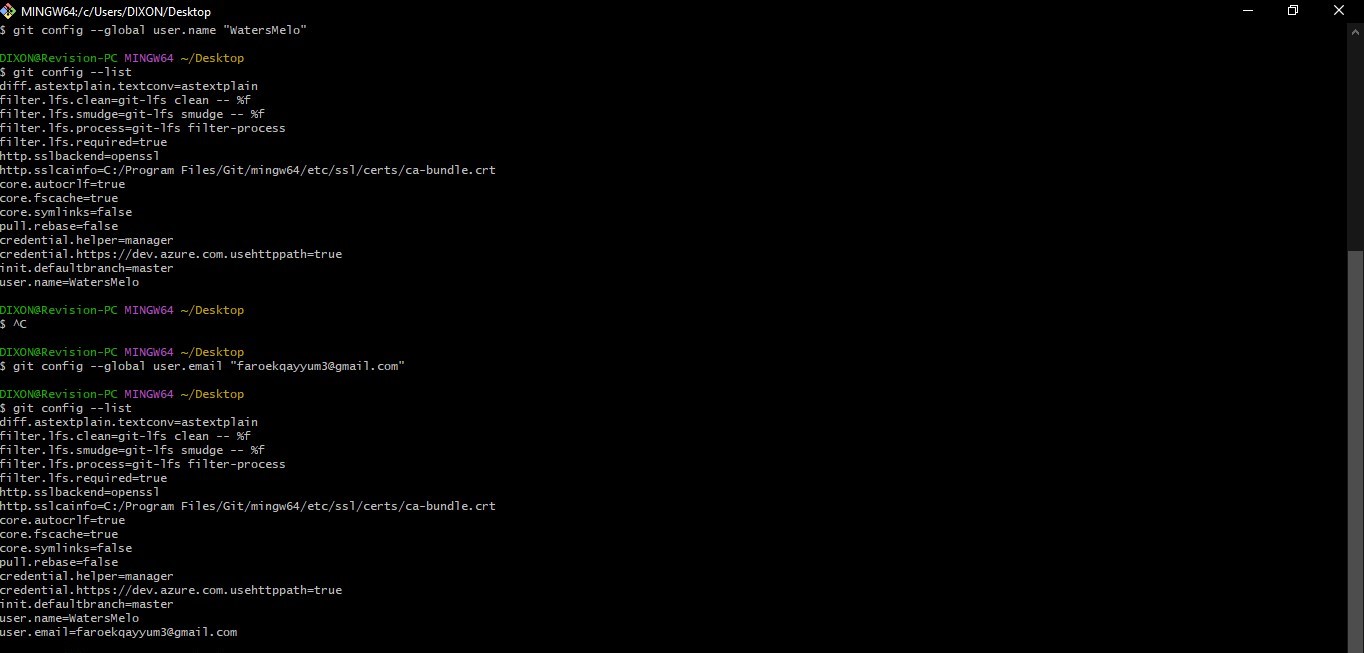 MINGW64:/c/Users/DIXON/Desktop
$ git config --global user.name "WatersMelo"
DIXON@Revision-PC MINGW64 ~/Desktop
$ git config --list
diff.astextplain.textconv=astextplain
filter.lfs.clean=git-lfs clean -- %f
filter.lfs.smudge=git-lfs smudge -- %f
filter.lfs.process=git-lfs filter-process
filter.lfs.required=true
http.sslbackend=openssl
http.sslcainfo=C:/Program Files/Git/mingw64/etc/ssl/certs/ca-bundle.crt
core.autocrlf=true
core.fscache=true
core.symlinks=false
pull.rebase=false
credential.helper=manager
credential.https://dev.azure.com.usehttppath=true
init.defaultbranch=master
user.name=WatersMelo
DIXON@Revision-PC MINGW64 ~/Desktop
$ ^C
DIXON@Revision-PC MINGW64 ~/Desktop
$ git config --global user.email "faroekqayyum3@gmail.com"
DIXON@Revision-PC MINGW64 ~/Desktop
$ git config --list
diff.astextplain.textconv=astextplain
filter.lfs.clean=git-lfs clean -- %f
filter.lfs.smudge=git-lfs smudge -- %f
filter.lfs.process=git-lfs filter-process
filter.lfs.required=true
http.sslbackend=openssl
http.sslcainfo=C:/Program Files/Git/mingw64/etc/ssl/certs/ca-bundle.crt
core.autocrlf=true
core.fscache=true
core.symlinks=false
pull.rebase=false
credential.helper=manager
credential.https://dev.azure.com.usehttppath=true
init.defaultbranch=master
user.name=WatersMelo
user.email=faroekqayyum3@gmail.com